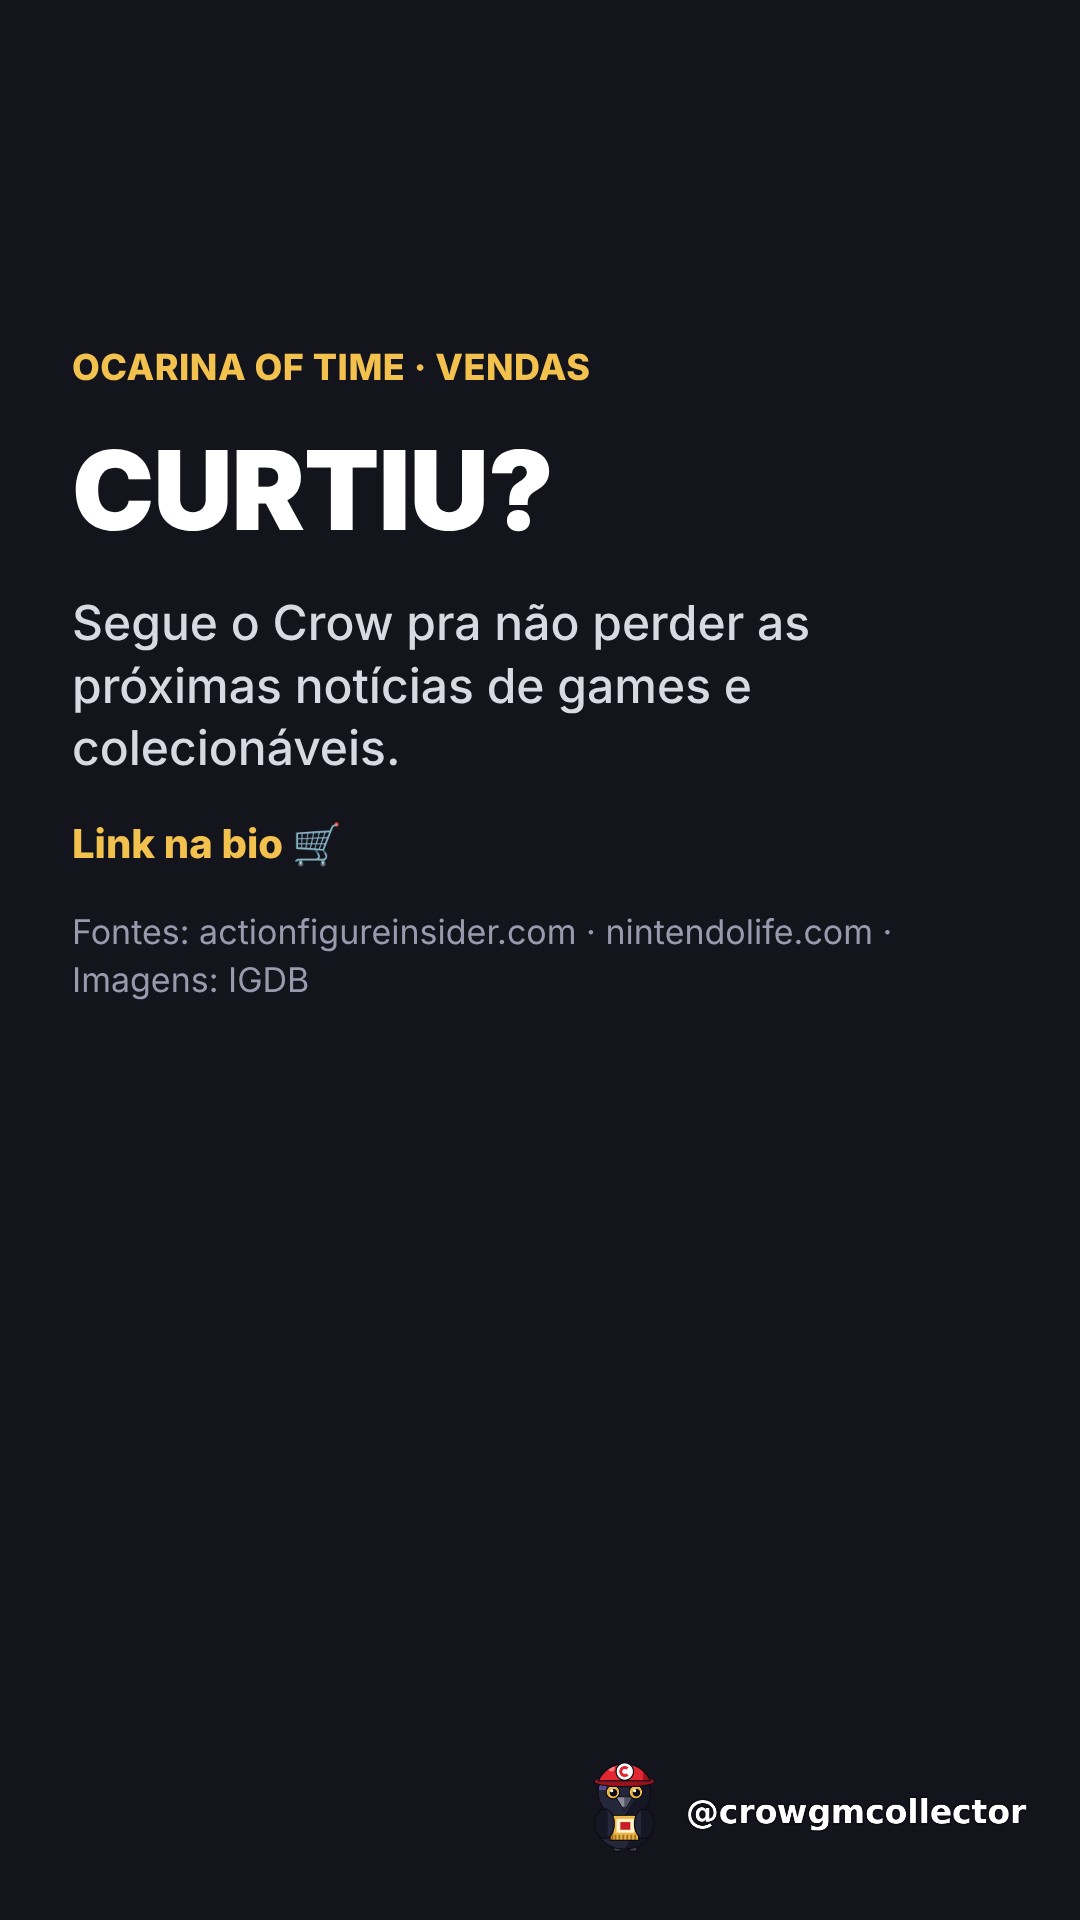 OCARINA OF TIME · VENDAS
CURTIU?
Segue o Crow pra não perder as
próximas notícias de games e
colecionáveis.
Link na bio 🛒
Fontes: actionfigureinsider.com · nintendolife.com ·
Imagens: IGDB
C
@crowgmcollector